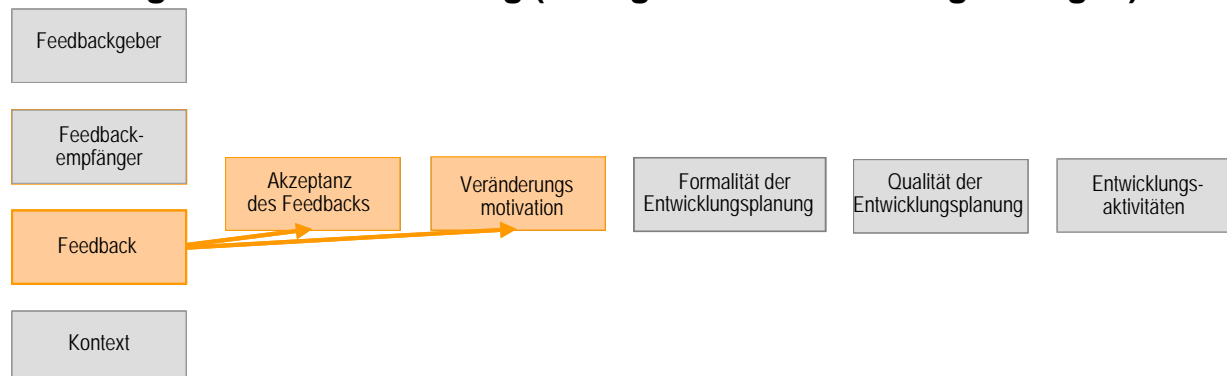 Feedbackgeber
Feedback-
empfänger
Akzeptanz
des Feedbacks
Veränderungs
motivation
Formalität der
Entwicklungsplanung
Qualität der
Entwicklungsplanung
Entwicklungs-
aktivitäten
Feedback
Kontext